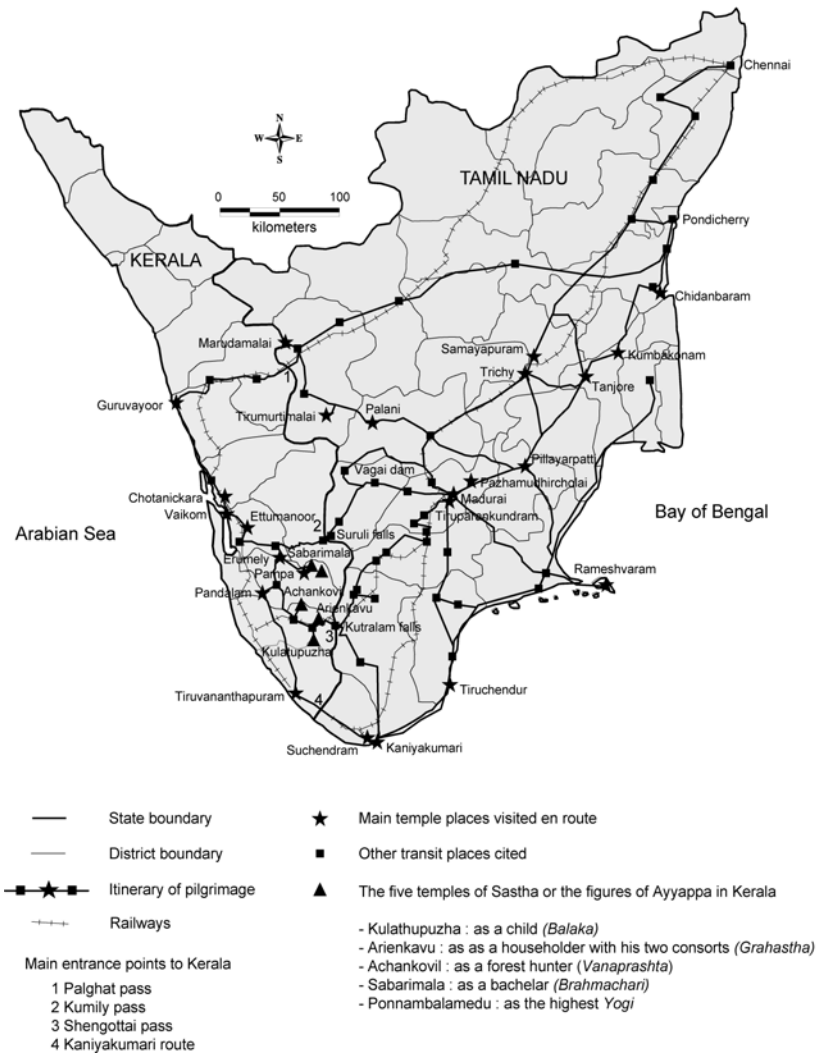 Chennai
N
W E
S
TAMIL NADU
0 50 100
kilometers
Pondicherry
KERALA
Chidanbaram
Marudamalai
Samayapuram
Kumbakonam
1
Trichy
Tanjore
Guruvayoor
Palani
Tirumurtimalai
Pillayarpatti
Vagai dam
Pazhamudhircholai
Chotanickara
Madurai
Vaikom
Ettumanoor
Tiruparankundram
Bay of Bengal
Arabian Sea
2
Suruli falls
Sabarimala
Erumely
Rameshvaram
Pampa
Achankovil
Pandalam
Arienkavu
Kutralam falls
3
Kulatupuzha
Tiruvananthapuram
4
Tiruchendur
Suchendram
Kaniyakumari
State boundary
District boundary
Itinerary of pilgrimage
Railways
Main entrance points to Kerala
1 Palghat pass
2 Kumily pass
3 Shengottai pass
4 Kaniyakumari route
Main temple places visited en route
Other transit places cited
The five temples of Sastha or the figures of Ayyappa in Kerala
- Kulathupuzha : as a child (Balaka)
- Arienkavu : as as a householder with his two consorts (Grahastha)
- Achankovil : as a forest hunter (Vanaprashta)
- Sabarimala : as a bachelar (Brahmachari)
- Ponnambalamedu : as the highest Yogi